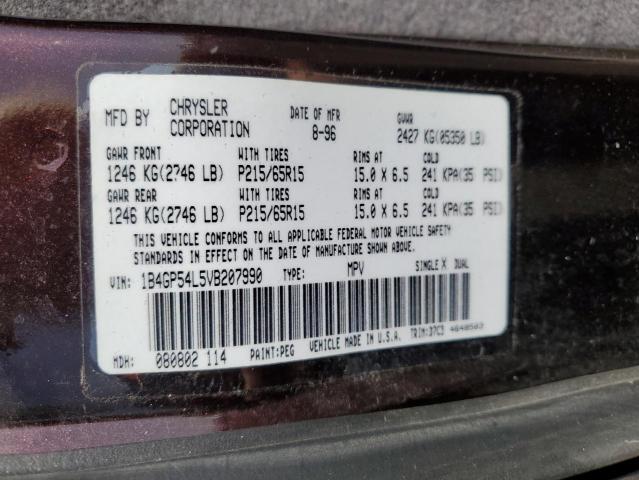 MFD BY CHRYSLER CORPORATION DATE OF MFR 8-96 GVWR 2427 KG(05350 LB)
GAWR FRONT WITH TIRES RIMS AT COLD
1246 KG(2746 LB) P215/65R15 15.0 X 6.5 241 KPA(35 PSI)
GAWR REAR WITH TIRES RIMS AT COLD
1246 KG(2746 LB) P215/65R15 15.0 X 6.5 241 KPA(35 PSI)
THIS VEHICLE CONFORMS TO ALL APPLICABLE FEDERAL MOTOR VEHICLE SAFETY
STANDARDS IN EFFECT ON THE DATE OF MANUFACTURE SHOWN ABOVE.
VIN: 1B4GP54L5VB207990 TYPE: MPV SINGLE X DUAL
MDH: 080802 114 PAINT:PEG VEHICLE MADE IN U.S.A. TRIM:37C3 4648503